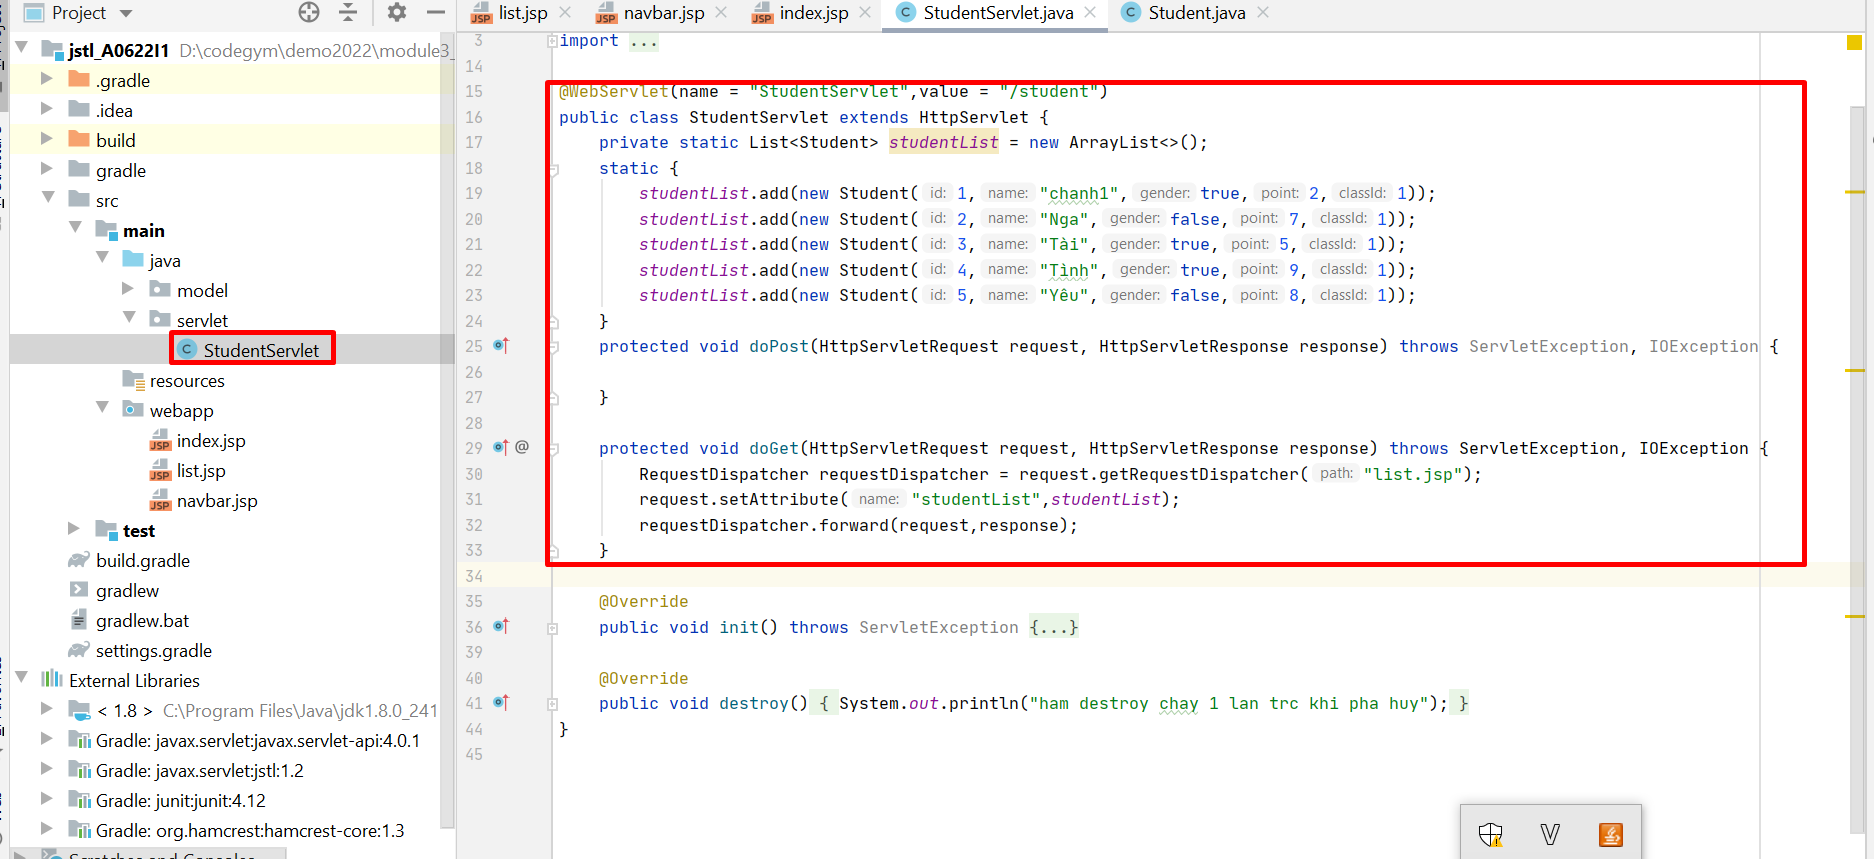 Project
list.jsp
navbar.jsp
index.jsp
StudentServlet.java
Student.java
jstl_A0622I1 D:\codegym\demo2022\module3_
.gradle
.idea
build
gradle
src
main
java
model
servlet
StudentServlet
resources
webapp
index.jsp
list.jsp
navbar.jsp
test
build.gradle
gradlew
gradlew.bat
settings.gradle
External Libraries
< 1.8 > C:\Program Files\Java\jdk1.8.0_241
Gradle: javax.servlet:javax.servlet-api:4.0.1
Gradle: javax.servlet:jstl:1.2
Gradle: junit:junit:4.12
Gradle: org.hamcrest:hamcrest-core:1.3
Scratches and Consoles
3 import ...
14
15 @WebServlet(name = "StudentServlet",value = "/student")
16 public class StudentServlet extends HttpServlet {
17 private static List<Student> studentList = new ArrayList<>();
18 static {
19 studentList.add(new Student( id: 1, name: "chanh1", gender: true, point: 2, classId: 1));
20 studentList.add(new Student( id: 2, name: "Nga", gender: false, point: 7, classId: 1));
21 studentList.add(new Student( id: 3, name: "Tài", gender: true, point: 5, classId: 1));
22 studentList.add(new Student( id: 4, name: "Tình", gender: true, point: 9, classId: 1));
23 studentList.add(new Student( id: 5, name: "Yêu", gender: false, point: 8, classId: 1));
24 }
25 protected void doPost(HttpServletRequest request, HttpServletResponse response) throws ServletException, IOException {
26
27 }
28
29 @ protected void doGet(HttpServletRequest request, HttpServletResponse response) throws ServletException, IOException {
30 RequestDispatcher requestDispatcher = request.getRequestDispatcher( path: "list.jsp");
31 request.setAttribute( name: "studentList",studentList);
32 requestDispatcher.forward(request,response);
33 }
34
35 @Override
36 public void init() throws ServletException {...}
39
40 @Override
41 public void destroy() { System.out.println("ham destroy chay 1 lan trc khi pha huy"); }
44 }
45